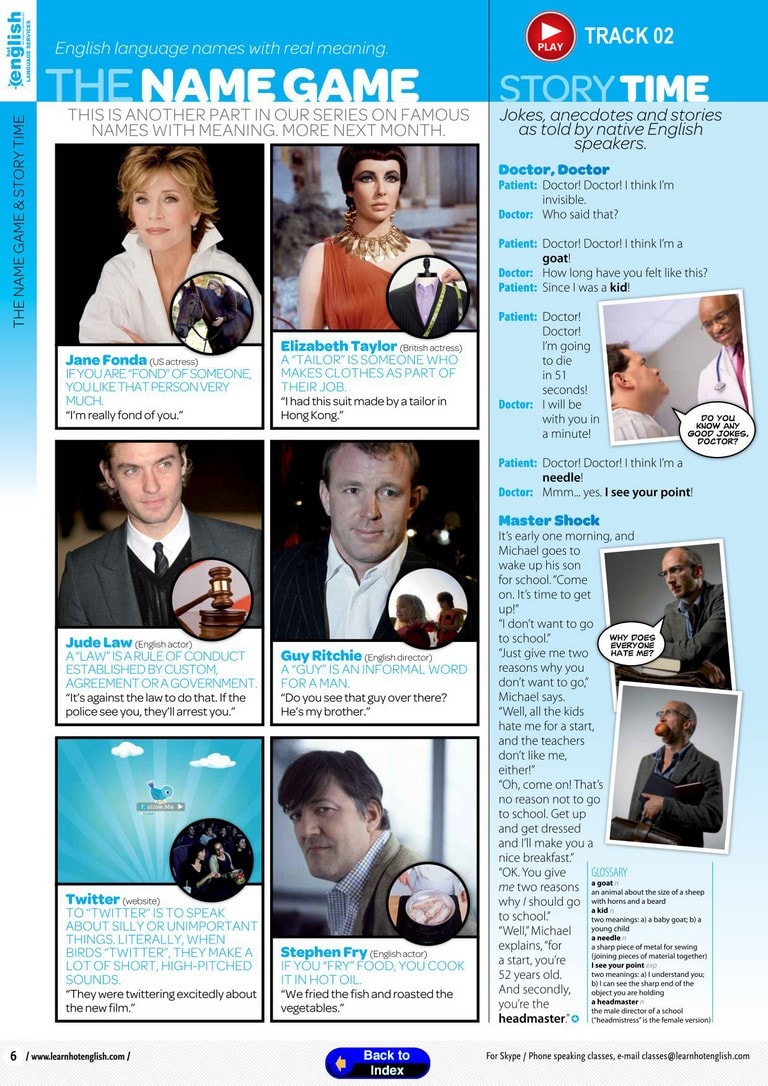 english
LANGUAGE SERVICES
THE NAME GAME & STORY TIME
English language names with real meaning.
THE NAME GAME
THIS IS ANOTHER PART IN OUR SERIES ON FAMOUS
NAMES WITH MEANING. MORE NEXT MONTH.
Jane Fonda (US actress)
IF YOU ARE "FOND" OF SOMEONE,
YOU LIKE THAT PERSON VERY
MUCH.
"I'm really fond of you."
Elizabeth Taylor (British actress)
A "TAILOR" IS SOMEONE WHO
MAKES CLOTHES AS PART OF
THEIR JOB.
"I had this suit made by a tailor in
Hong Kong."
Jude Law (English actor)
A "LAW" IS A RULE OF CONDUCT
ESTABLISHED BY CUSTOM,
AGREEMENT OR A GOVERNMENT.
"It's against the law to do that. If the
police see you, they'll arrest you."
Guy Ritchie (English director)
A "GUY" IS AN INFORMAL WORD
FOR A MAN.
"Do you see that guy over there?
He's my brother."
Follow Me
Twitter (website)
TO "TWITTER" IS TO SPEAK
ABOUT SILLY OR UNIMPORTANT
THINGS. LITERALLY, WHEN
BIRDS "TWITTER", THEY MAKE A
LOT OF SHORT, HIGH-PITCHED
SOUNDS.
"They were twittering excitedly about
the new film."
Stephen Fry (English actor)
IF YOU "FRY" FOOD, YOU COOK
IT IN HOT OIL.
"We fried the fish and roasted the
vegetables."
PLAY
TRACK 02
STORY TIME
Jokes, anecdotes and stories
as told by native English
speakers.
Doctor, Doctor
Patient: Doctor! Doctor! I think I'm
invisible.
Doctor: Who said that?
Patient: Doctor! Doctor! I think I'm a
goat!
Doctor: How long have you felt like this?
Patient: Since I was a kid!
Patient: Doctor!
Doctor!
I'm going
to die
in 51
seconds!
Doctor: I will be
with you in
a minute!
DO YOU
KNOW ANY
GOOD JOKES,
DOCTOR?
Patient: Doctor! Doctor! I think I'm a
needle!
Doctor: Mmm... yes. I see your point!
Master Shock
It's early one morning, and
Michael goes to
wake up his son
for school. "Come
on. It's time to get
up!"
"I don't want to go
to school."
"Just give me two
reasons why you
don't want to go,"
Michael says.
"Well, all the kids
hate me for a start,
and the teachers
don't like me,
either!"
"Oh, come on! That's
no reason not to go
to school. Get up
and get dressed
and I'll make you a
nice breakfast."
"OK. You give
me two reasons
why I should go
to school."
"Well," Michael
explains, "for
a start, you're
52 years old.
And secondly,
you're the
headmaster."
WHY DOES
EVERYONE
HATE ME?
GLOSSARY
a goat n
an animal about the size of a sheep
with horns and a beard
a kid n
two meanings: a) a baby goat; b) a
young child
a needle n
a sharp piece of metal for sewing
(joining pieces of material together)
I see your point exp
two meanings: a) I understand you;
b) I can see the sharp end of the
object you are holding
a headmaster n
the male director of a school
("headmistress" is the female version)
6 / www.learnhotenglish.com /
Back to
Index
For Skype / Phone speaking classes, e-mail classes@learnhotenglish.com